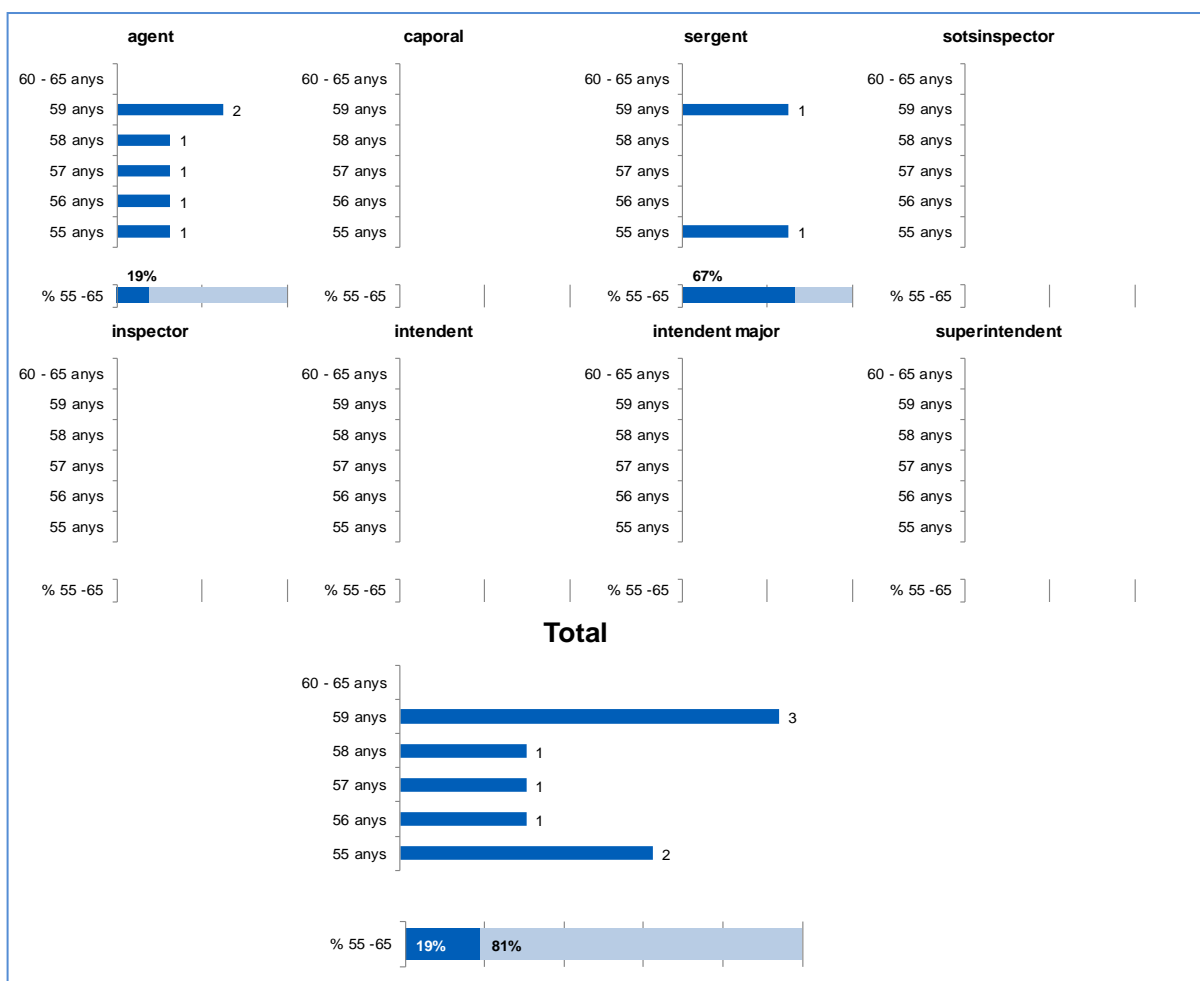 agent
60 - 65 anys
59 anys 2
58 anys 1
57 anys 1
56 anys 1
55 anys 1
19%
% 55 -65
caporal
60 - 65 anys
59 anys
58 anys
57 anys
56 anys
55 anys
% 55 -65
sergent
60 - 65 anys
59 anys 1
58 anys
57 anys
56 anys
55 anys 1
67%
% 55 -65
sotsinspector
60 - 65 anys
59 anys
58 anys
57 anys
56 anys
55 anys
% 55 -65
inspector
60 - 65 anys
59 anys
58 anys
57 anys
56 anys
55 anys
% 55 -65
intendent
60 - 65 anys
59 anys
58 anys
57 anys
56 anys
55 anys
% 55 -65
intendent major
60 - 65 anys
59 anys
58 anys
57 anys
56 anys
55 anys
% 55 -65
superintendent
60 - 65 anys
59 anys
58 anys
57 anys
56 anys
55 anys
% 55 -65
Total
60 - 65 anys
59 anys 3
58 anys 1
57 anys 1
56 anys 1
55 anys 2
% 55 -65 19% 81%